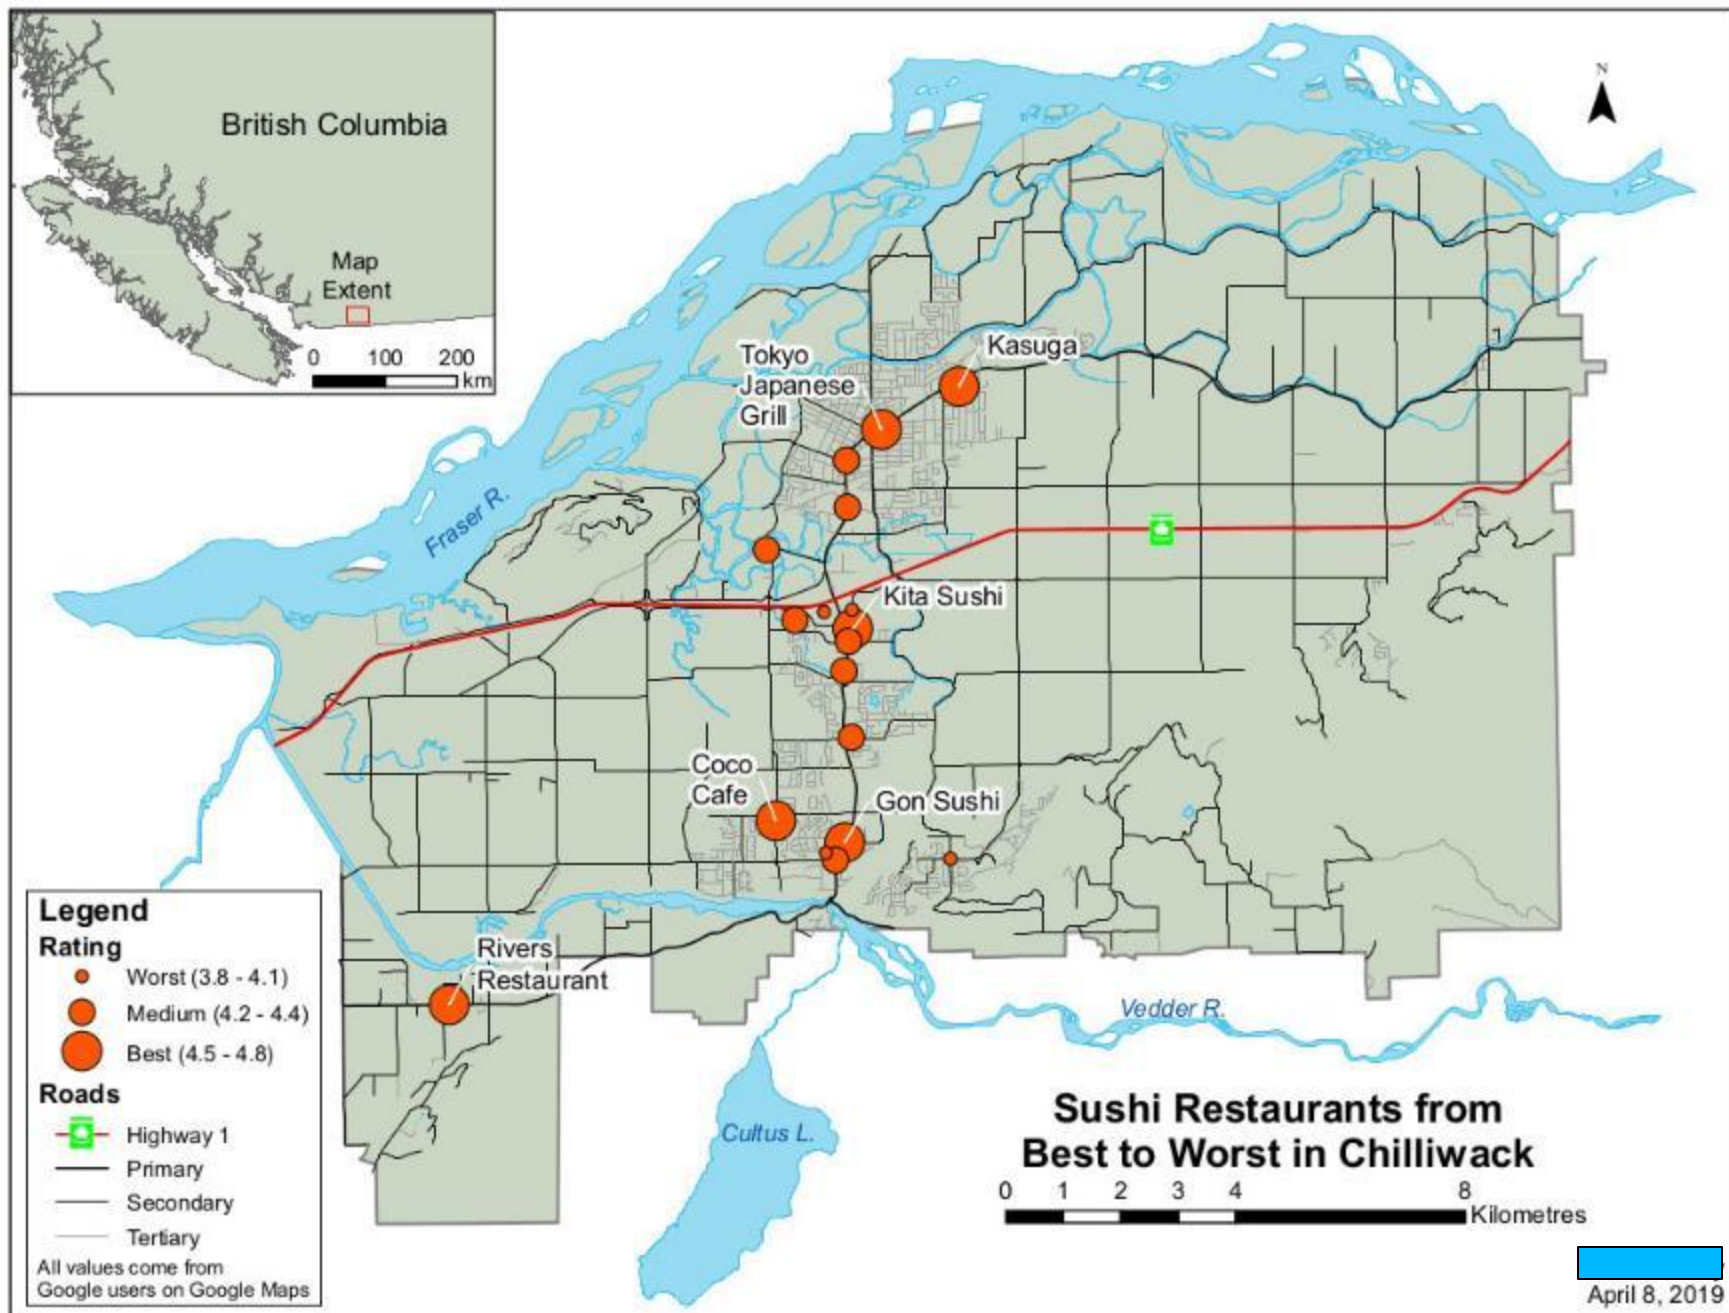 British Columbia
Map
Extent
0 100 200
km
N
Tokyo
Japanese
Grill
Kasuga
Fraser R.
Kita Sushi
Coco
Cafe
Gon Sushi
Rivers
Restaurant
Vedder R.
Cultus L.
Legend
Rating
Worst (3.8 - 4.1)
Medium (4.2 - 4.4)
Best (4.5 - 4.8)
Roads
Highway 1
Primary
Secondary
Tertiary
All values come from
Google users on Google Maps
Sushi Restaurants from
Best to Worst in Chilliwack
0 1 2 3 4 8
Kilometres
April 8, 2019